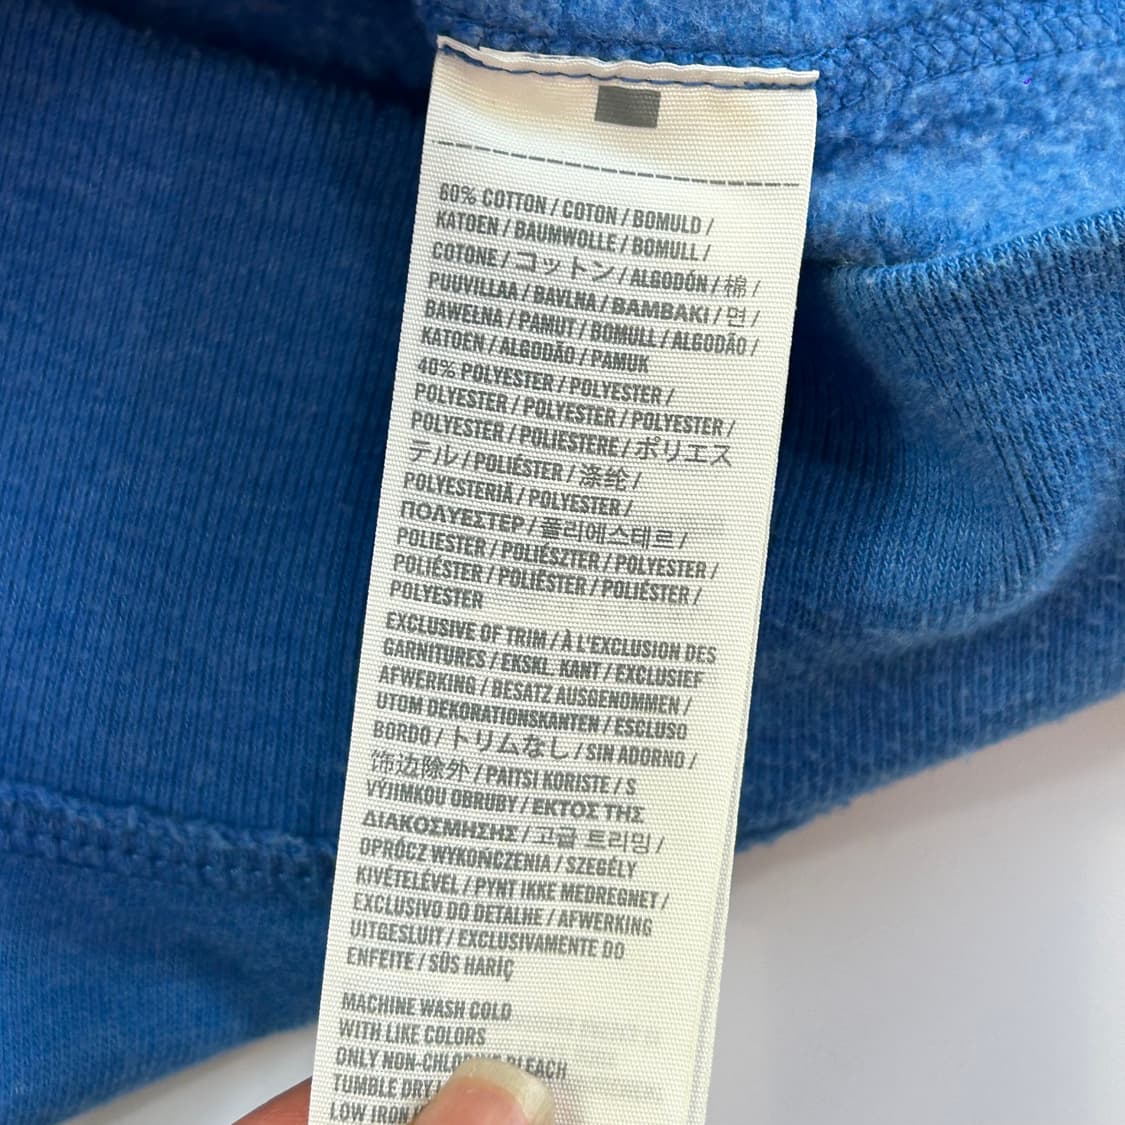 60% COTTON / COTON / BOMULD /
KATOEN / BAUMWOLLE / BOMULL /
COTONE / コットン / ALGODÓN / 棉 /
PUUVILLAA / BAVLNA / BAMBAKI / 면 /
BAWEŁNA / PAMUT / BOMULL / ALGODÃO /
KATOEN / ALGODÃO / PAMUK
40% POLYESTER / POLYESTER /
POLYESTER / POLYESTER / POLYESTER /
POLYESTER / POLIESTERE / ポリエス
テル / POLIÉSTER / 涤纶 /
POLYESTERIÄ / POLYESTER /
ΠΟΛΥΕΣΤΕΡ / 폴리에스테르 /
POLIESTER / POLIÉSZTER / POLYESTER /
POLIÉSTER / POLIÉSTER / POLIÉSTER /
POLYESTER
EXCLUSIVE OF TRIM / À L'EXCLUSION DES
GARNITURES / EKSKL. KANT / EXCLUSIEF
AFWERKING / BESATZ AUSGENOMMEN /
UTOM DEKORATIONSKANTEN / ESCLUSO
BORDO / トリムなし / SIN ADORNO /
饰边除外 / PAITSI KORISTE / S
VÝJIMKOU OBRUBY / ΕΚΤΟΣ ΤΗΣ
ΔΙΑΚΟΣΜΗΣΗΣ / 고급 트리밍 /
OPRÓCZ WYKOŃCZENIA / SZEGÉLY
KIVÉTELÉVEL / PYNT IKKE MEDREGNET /
EXCLUSIVO DO DETALHE / AFWERKING
UITGESLUIT / EXCLUSIVAMENTE DO
ENFEITE / SÜS HARİÇ
MACHINE WASH COLD
WITH LIKE COLORS
ONLY NON-CHLORINE BLEACH
TUMBLE DRY
LOW IRON